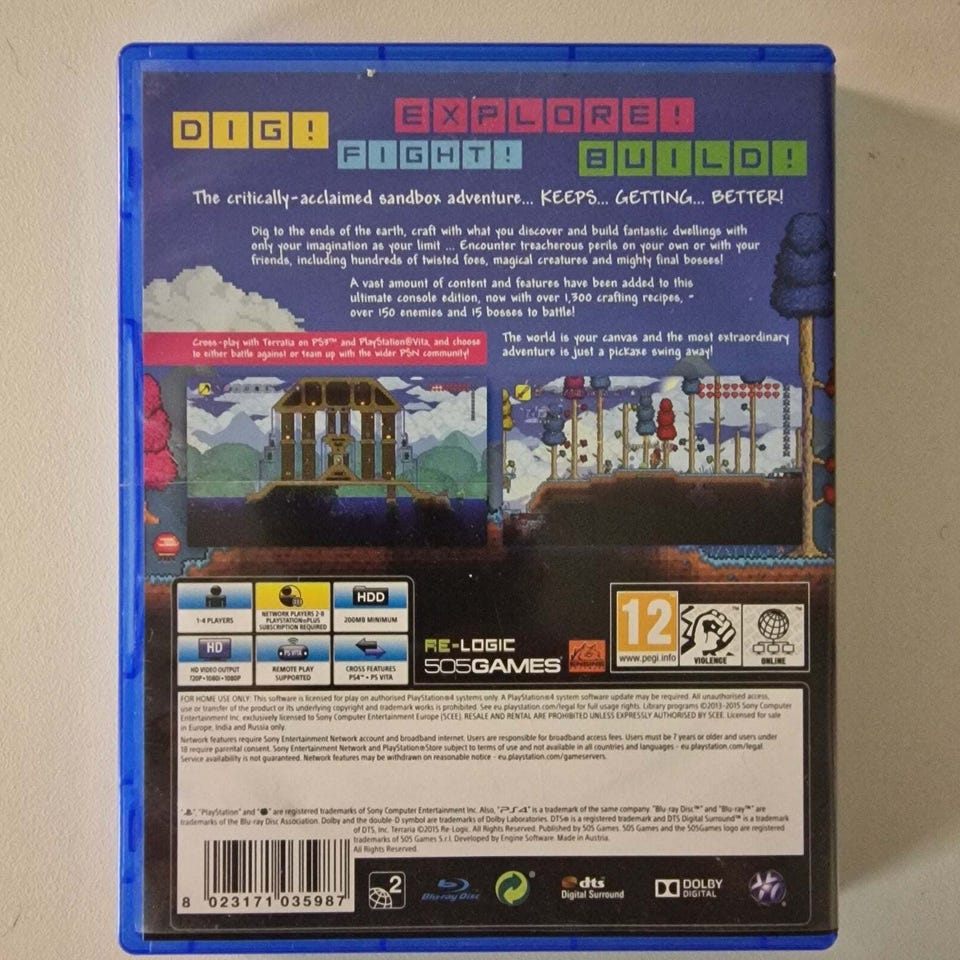 DIG! EXPLORE!
FIGHT! BUILD!
The critically-acclaimed sandbox adventure... KEEPS... GETTING... BETTER!
Dig to the ends of the earth, craft with what you discover and build fantastic dwellings with
only your imagination as your limit ... Encounter treacherous perils on your own or with your
friends, including hundreds of twisted foes, magical creatures and mighty final bosses!
A vast amount of content and features have been added to this
ultimate console edition, now with over 1,300 crafting recipes, -
over 150 enemies and 15 bosses to battle!
Cross-play with Terraria on PS3™ and PlayStation®Vita, and choose
to either battle against or team up with the wider PSN community!
The world is your canvas and the most extraordinary
adventure is just a pickaxe swing away!
1-4 PLAYERS
NETWORK PLAYERS 2-8
PLAYSTATION®PLUS
SUBSCRIPTION REQUIRED
HDD
200MB MINIMUM
HD
HD VIDEO OUTPUT
720P•1080i•1080P
PS VITA
REMOTE PLAY
SUPPORTED
CROSS FEATURES
PS4™ • PS VITA
RE-LOGIC
505GAMES
12
www.pegi.info
VIOLENCE
ONLINE
FOR HOME USE ONLY: This software is licensed for play on authorised PlayStation®4 systems only. A PlayStation®4 system software update may be required. All unauthorised access,
use or transfer of the product or its underlying copyright and trademark works is prohibited. See eu.playstation.com/legal for full usage rights. Library programs ©2013-2015 Sony Computer
Entertainment Inc. exclusively licensed to Sony Computer Entertainment Europe (SCEE). RESALE AND RENTAL ARE PROHIBITED UNLESS EXPRESSLY AUTHORISED BY SCEE. Licensed for sale
in Europe, India and Russia only.
Network features require Sony Entertainment Network account and broadband internet. Users are responsible for broadband access fees. Users must be 7 years or older and users under
18 require parental consent. Sony Entertainment Network and PlayStation®Store subject to terms of use and not available in all countries and languages - eu.playstation.com/legal.
Service availability is not guaranteed. Network features may be withdrawn on reasonable notice - eu.playstation.com/gameservers.
" ", "PlayStation" and " " are registered trademarks of Sony Computer Entertainment Inc. Also, "PS4" is a trademark of the same company. "Blu-ray Disc™" and "Blu-ray™" are
trademarks of the Blu-ray Disc Association. Dolby and the double-D symbol are trademarks of Dolby Laboratories. DTS® is a registered trademark and DTS Digital Surround™ is a trademark
of DTS, Inc. Terraria ©2015 Re-Logic. All Rights Reserved. Published by 505 Games. 505 Games and the 505Games logo are registered
trademarks of 505 Games S.r.l. Developed by Engine Software. Made in Austria.
All Rights Reserved.
8 023171 035987
2
Blu-ray Disc
dts
Digital Surround
DOLBY
DIGITAL